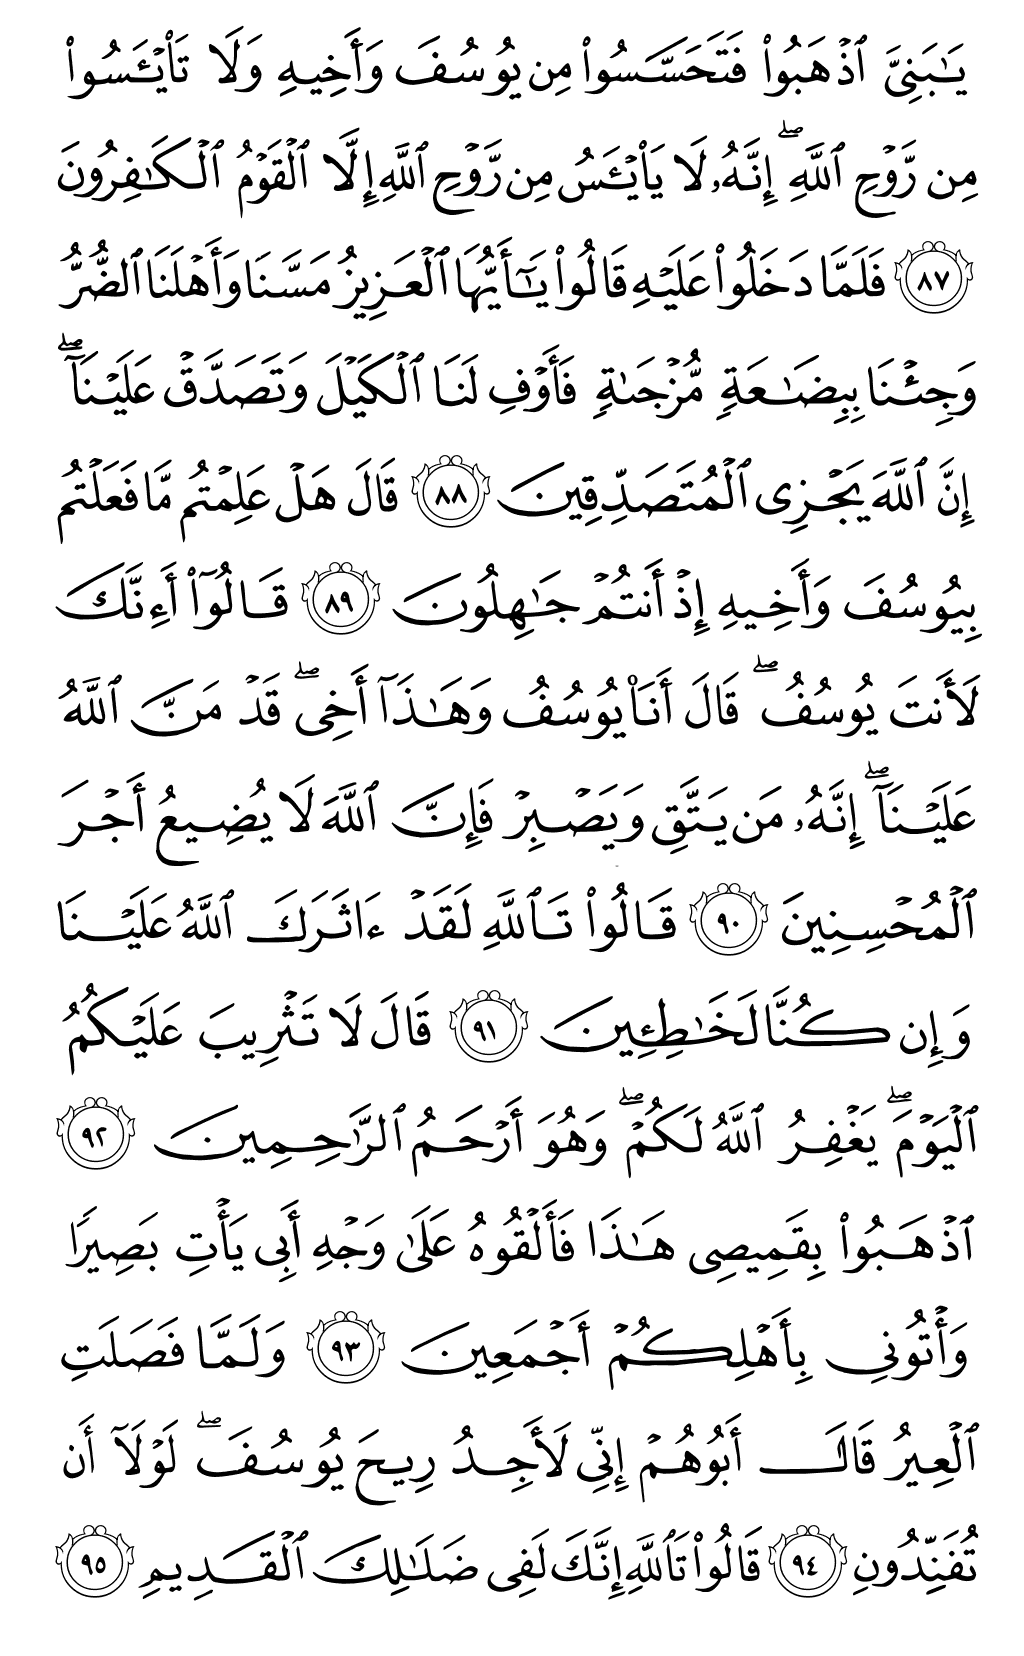 يَـٰبَنِىَّ ٱذْهَبُوا۟ فَتَحَسَّسُوا۟ مِن يُوسُفَ وَأَخِيهِ وَلَا تَا۟يْـَٔسُوا۟
مِن رَّوْحِ ٱللَّهِ ۖ إِنَّهُۥ لَا يَا۟يْـَٔسُ مِن رَّوْحِ ٱللَّهِ إِلَّا ٱلْقَوْمُ ٱلْكَـٰفِرُونَ
٨٧ فَلَمَّا دَخَلُوا۟ عَلَيْهِ قَالُوا۟ يَـٰٓأَيُّهَا ٱلْعَزِيزُ مَسَّنَا وَأَهْلَنَا ٱلضُّرُّ
وَجِئْنَا بِبِضَـٰعَةٍ مُّزْجَىٰةٍ فَأَوْفِ لَنَا ٱلْكَيْلَ وَتَصَدَّقْ عَلَيْنَآ ۖ
إِنَّ ٱللَّهَ يَجْزِى ٱلْمُتَصَدِّقِينَ ٨٨ قَالَ هَلْ عَلِمْتُم مَّا فَعَلْتُم
بِيُوسُفَ وَأَخِيهِ إِذْ أَنتُمْ جَـٰهِلُونَ ٨٩ قَالُوٓا۟ أَءِنَّكَ
لَأَنتَ يُوسُفُ ۖ قَالَ أَنَا۠ يُوسُفُ وَهَـٰذَآ أَخِى ۖ قَدْ مَنَّ ٱللَّهُ
عَلَيْنَآ ۖ إِنَّهُۥ مَن يَتَّقِ وَيَصْبِرْ فَإِنَّ ٱللَّهَ لَا يُضِيعُ أَجْرَ
ٱلْمُحْسِنِينَ ٩٠ قَالُوا۟ تَٱللَّهِ لَقَدْ ءَاثَرَكَ ٱللَّهُ عَلَيْنَا
وَإِن كُنَّا لَخَـٰطِـِٔينَ ٩١ قَالَ لَا تَثْرِيبَ عَلَيْكُمُ
ٱلْيَوْمَ ۖ يَغْفِرُ ٱللَّهُ لَكُمْ ۖ وَهُوَ أَرْحَمُ ٱلرَّٰحِمِينَ ٩٢
ٱذْهَبُوا۟ بِقَمِيصِى هَـٰذَا فَأَلْقُوهُ عَلَىٰ وَجْهِ أَبِى يَأْتِ بَصِيرًا
وَأْتُونِى بِأَهْلِكُمْ أَجْمَعِينَ ٩٣ وَلَمَّا فَصَلَتِ
ٱلْعِيرُ قَالَ أَبُوهُمْ إِنِّى لَأَجِدُ رِيحَ يُوسُفَ ۖ لَوْلَآ أَن
تُفَنِّدُونِ ٩٤ قَالُوا۟ تَٱللَّهِ إِنَّكَ لَفِى ضَلَـٰلِكَ ٱلْقَدِيمِ ٩٥